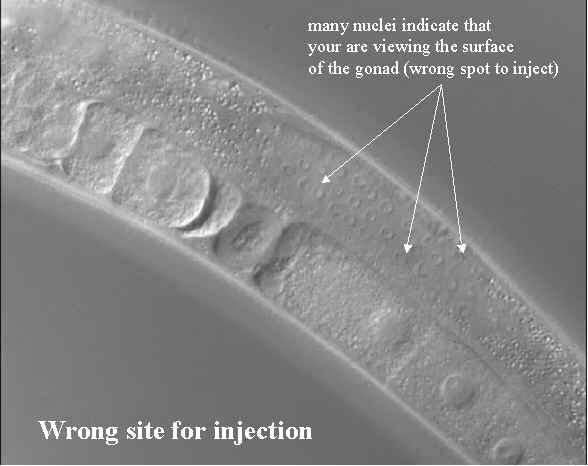 many nuclei indicate that
your are viewing the surface
of the gonad (wrong spot to inject)
Wrong site for injection